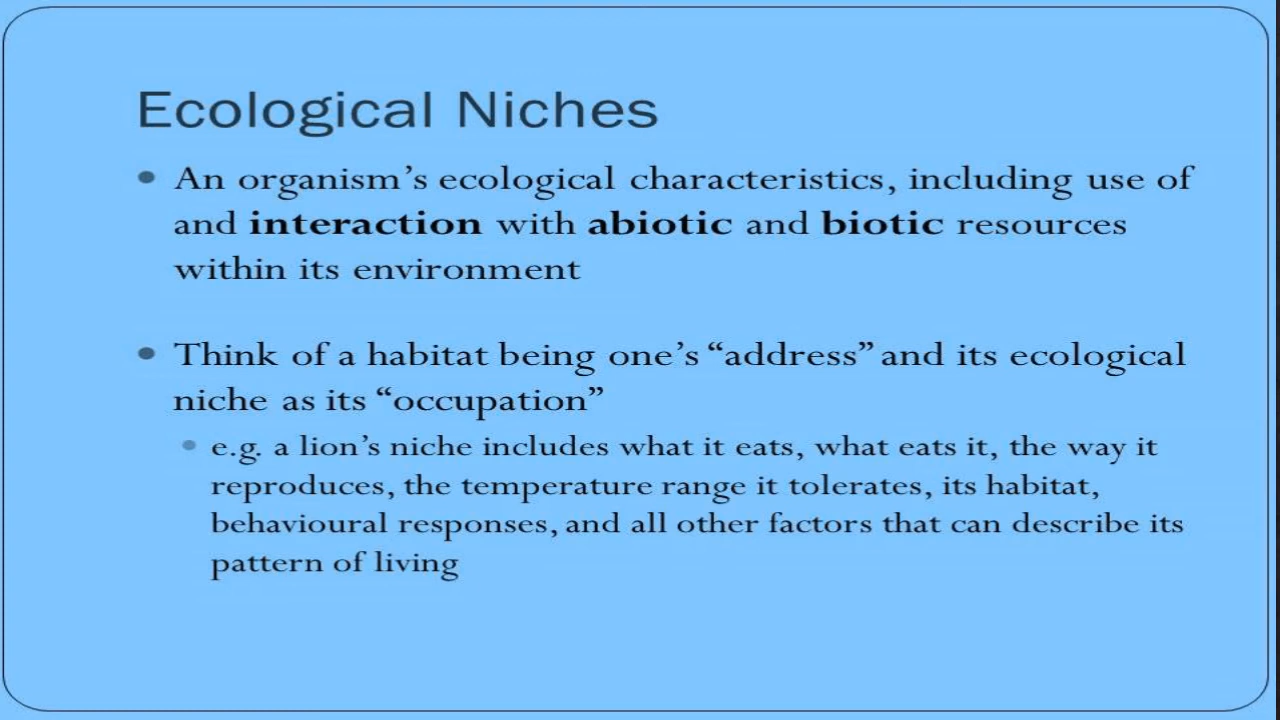 Ecological Niches
• An organism’s ecological characteristics, including use of
and interaction with abiotic and biotic resources
within its environment
• Think of a habitat being one’s “address” and its ecological
niche as its “occupation”
• e.g. a lion’s niche includes what it eats, what eats it, the way it
reproduces, the temperature range it tolerates, its habitat,
behavioural responses, and all other factors that can describe its
pattern of living